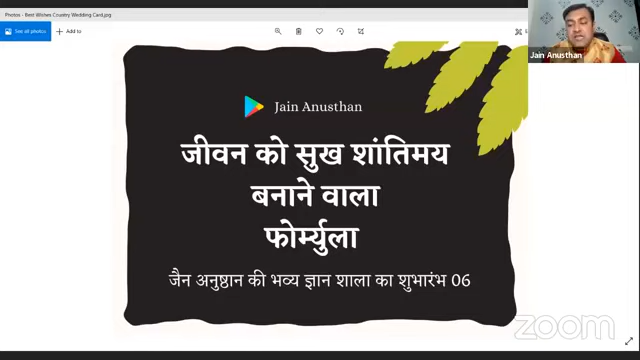 Photos - Best Wishes Country Wedding Card.jpg
See all photos
Add to
Jain Anusthan
Jain Anusthan
जीवन को सुख शांतिमय
बनाने वाला
फोर्म्युला
जैन अनुष्ठान की भव्य ज्ञान शाला का शुभारंभ 06
zoom